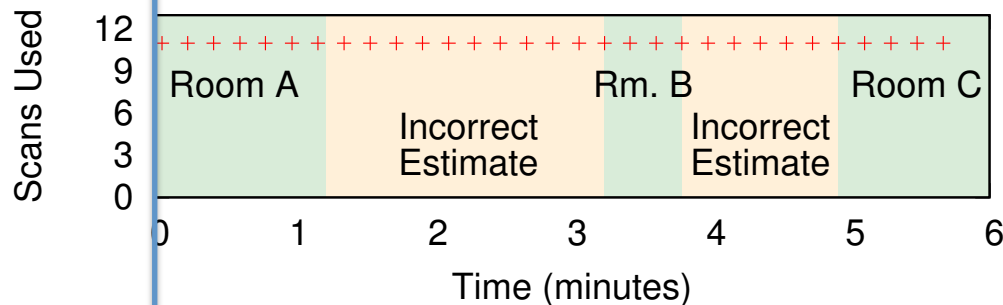 Scans Used
12
9
6
3
0
Room A
Incorrect
Estimate
Rm. B
Incorrect
Estimate
Room C
0 1 2 3 4 5 6
Time (minutes)